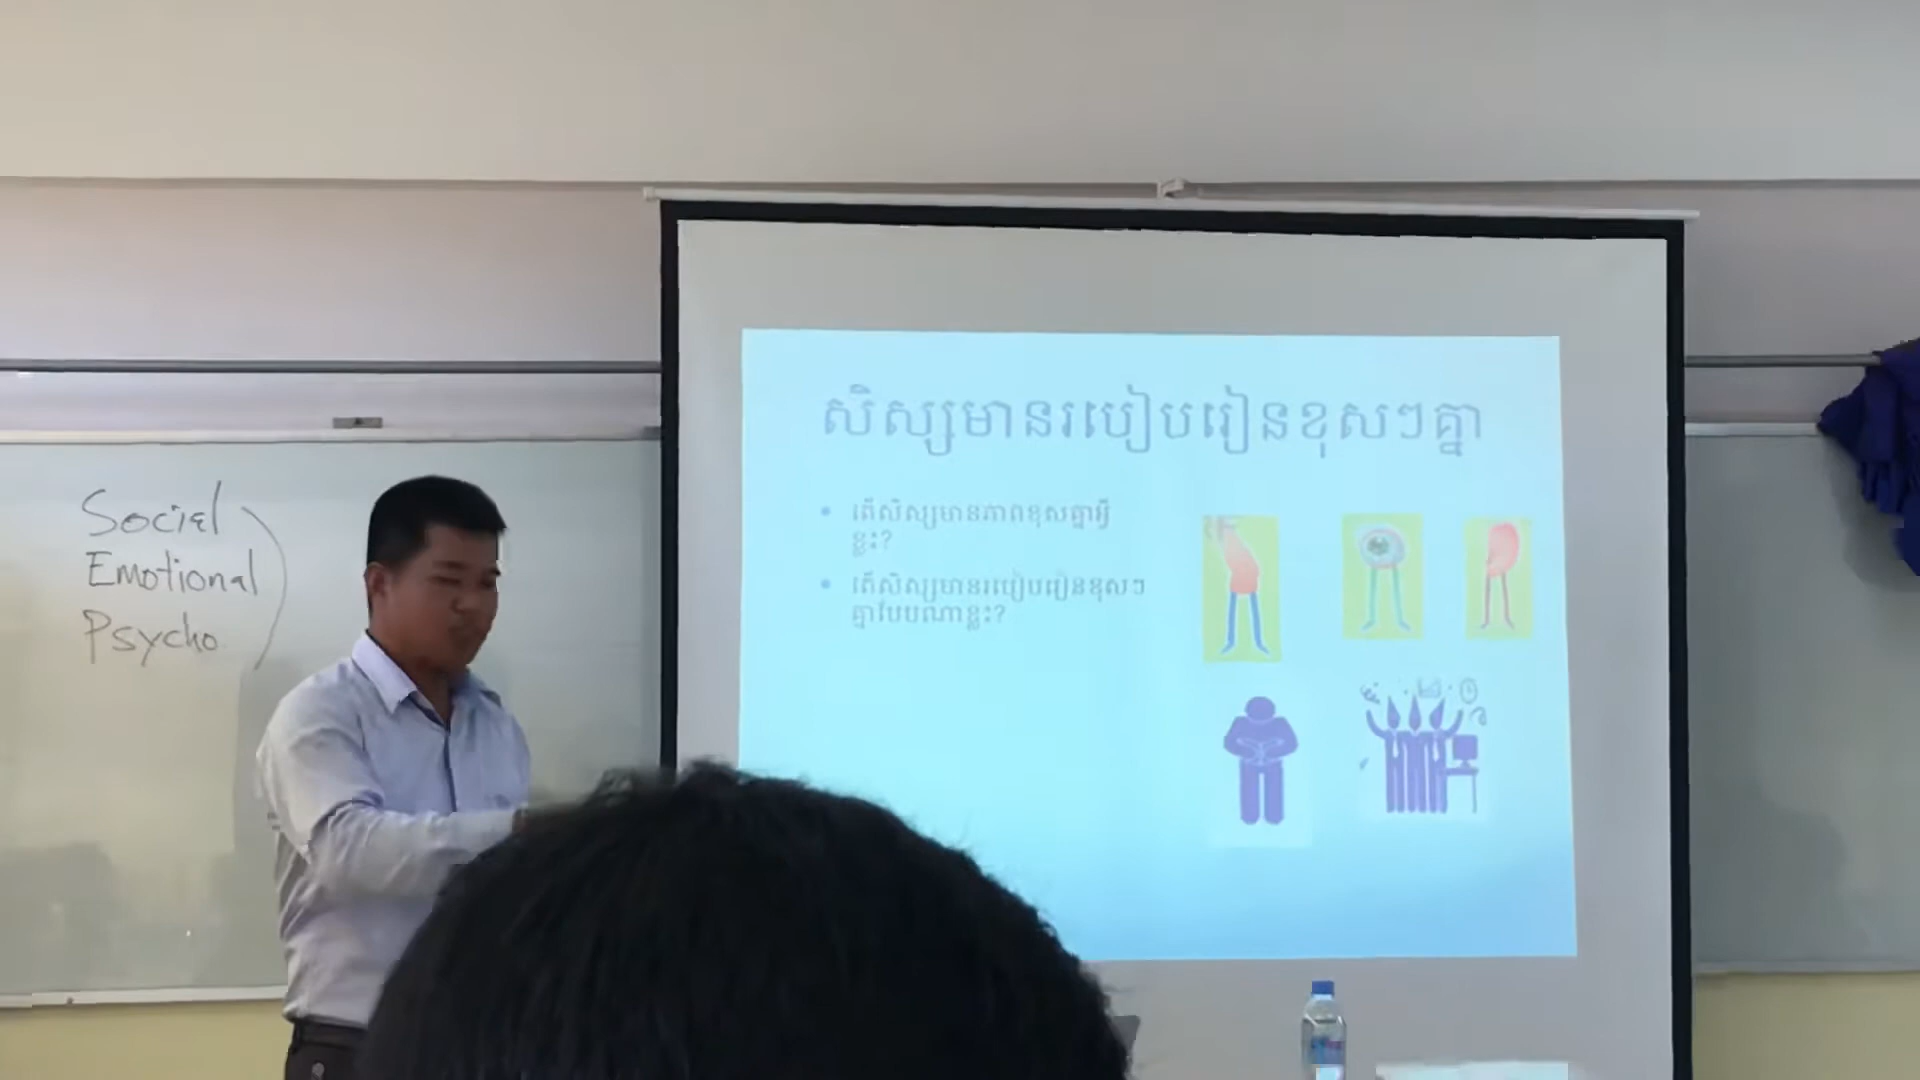 Social
Emotional
Psycho
សិស្សមានរបៀបរៀនខុសៗគ្នា
តើសិស្សមានភាពខុសគ្នាអ្វី
ខ្លះ?
តើសិស្សមានរបៀបរៀនខុសៗ
គ្នាបែបណាខ្លះ?